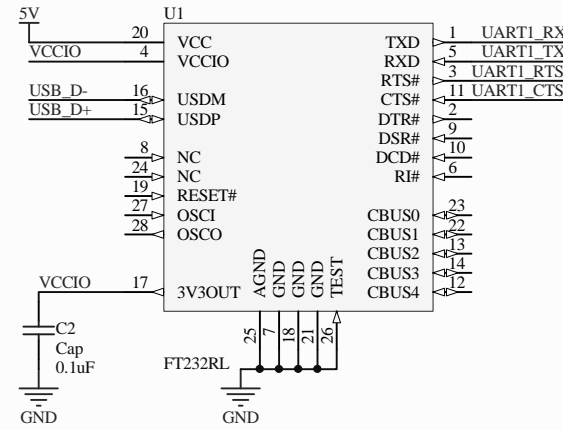 5V
U1
20 VCC TXD 1 UART1_RX
VCCIO 4 VCCIO RXD 5 UART1_TX
RTS# 3 UART1_RTS
USB_D- 16 USDM CTS# 11 UART1_CTS
USB_D+ 15 USDP DTR# 2
DSR# 9
8 NC DCD# 10
24 NC RI# 6
19 RESET#
27 OSCI CBUS0 23
28 OSCO CBUS1 22
CBUS2 13
CBUS3 14
VCCIO 17 3V3OUT CBUS4 12
AGND
GND
GND
GND
TEST
25
7
18
21
26
C2
Cap
0.1uF
FT232RL
GND
GND